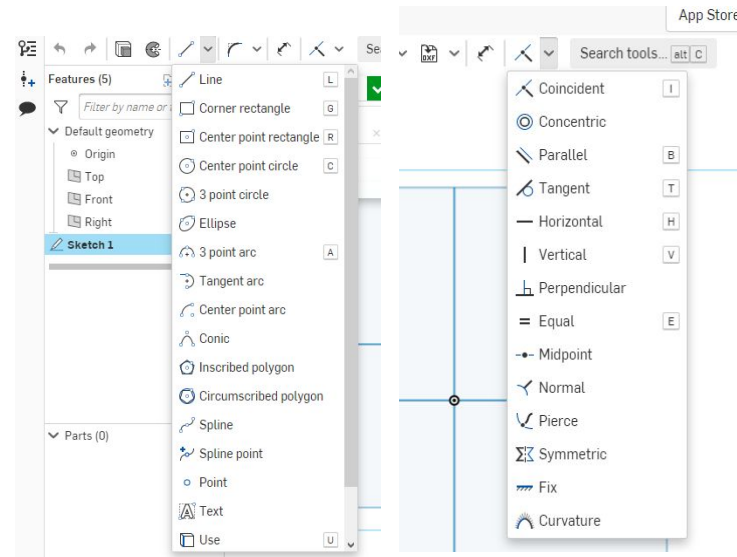 App Store
Sea
Search tools... alt C
DXF
Features (5)
Filter by name or
Default geometry
Origin
Top
Front
Right
Sketch 1
Parts (0)
Line L
Corner rectangle G
Center point rectangle R
Center point circle C
3 point circle
Ellipse
3 point arc A
Tangent arc
Center point arc
Conic
Inscribed polygon
Circumscribed polygon
Spline
Spline point
Point
Text
Use U
Coincident I
Concentric
Parallel B
Tangent T
Horizontal H
Vertical V
Perpendicular
Equal E
Midpoint
Normal
Pierce
Symmetric
Fix
Curvature